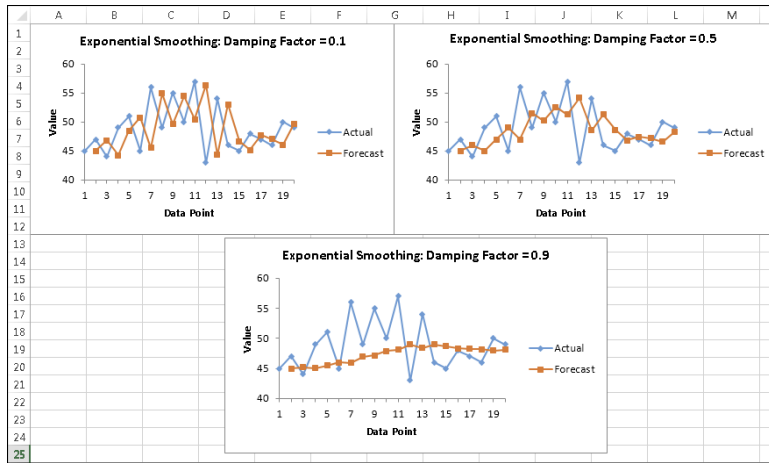 A B C D E F G H I J K L M
1
2
3
4
5
6
7
8
9
10
11
12
13
14
15
16
17
18
19
20
21
22
23
24
25
Exponential Smoothing: Damping Factor = 0.1
60
55
50
45
40
Value
1 3 5 7 9 11 13 15 17 19
Data Point
Actual
Forecast
Exponential Smoothing: Damping Factor = 0.5
60
55
50
45
40
Value
1 3 5 7 9 11 13 15 17 19
Data Point
Actual
Forecast
Exponential Smoothing: Damping Factor = 0.9
60
55
50
45
40
Value
1 3 5 7 9 11 13 15 17 19
Data Point
Actual
Forecast